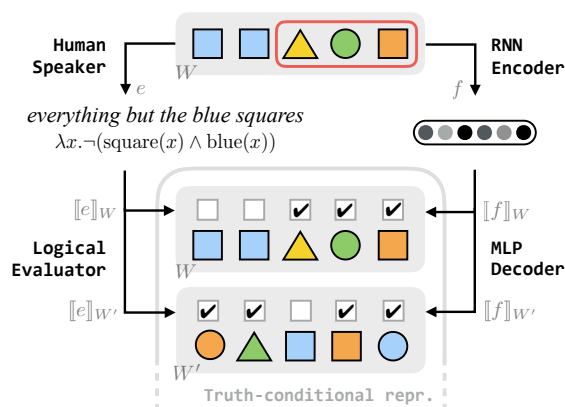 Human
Speaker
W
RNN
Encoder
e
f
everything but the blue squares
λx.¬(square(x) ∧ blue(x))
⟦e⟧W
⟦f⟧W
Logical
Evaluator
W
MLP
Decoder
⟦e⟧W′
⟦f⟧W′
W′
Truth-conditional repr.